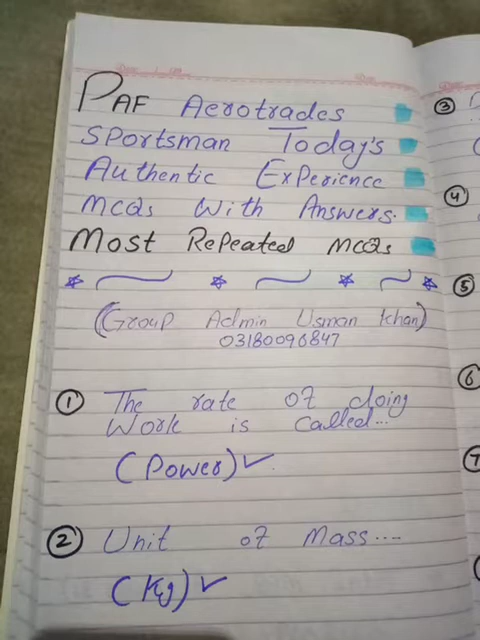 PAF Aerotrades
Sportsman Today's
Authentic Experience
MCQs With Answers.
Most Repeated MCQs
(Group Admin Usman Khan)
03180096847
① The rate of doing
Work is called...
(Power) ✓
② Unit of Mass....
(Kg) ✓
③
④
⑤
⑥
⑦